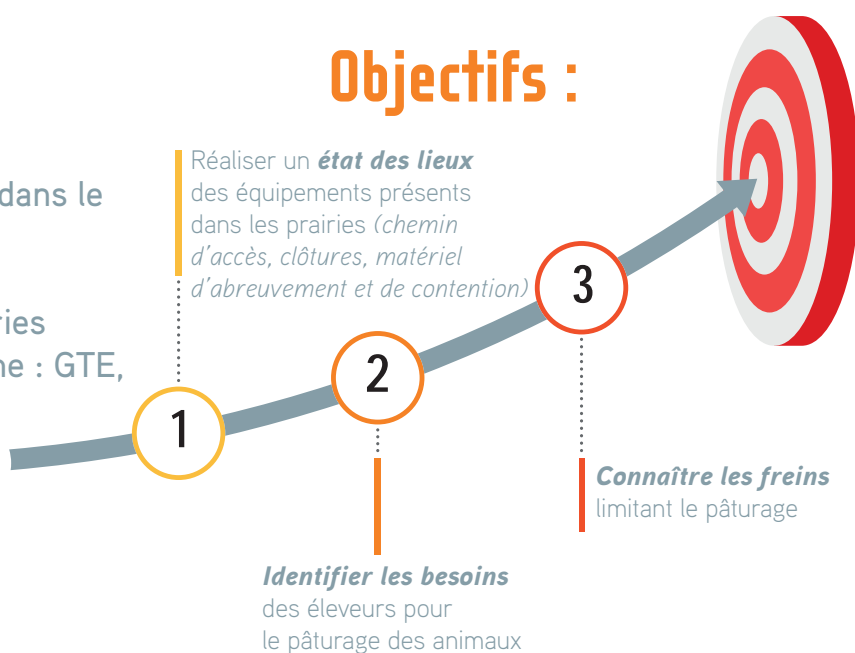 Objectifs :
dans le
ries
ne : GTE,
Réaliser un état des lieux
des équipements présents
dans les prairies (chemin
d'accès, clôtures, matériel
d'abreuvement et de contention)
1
2
3
Identifier les besoins
des éleveurs pour
le pâturage des animaux
Connaître les freins
limitant le pâturage